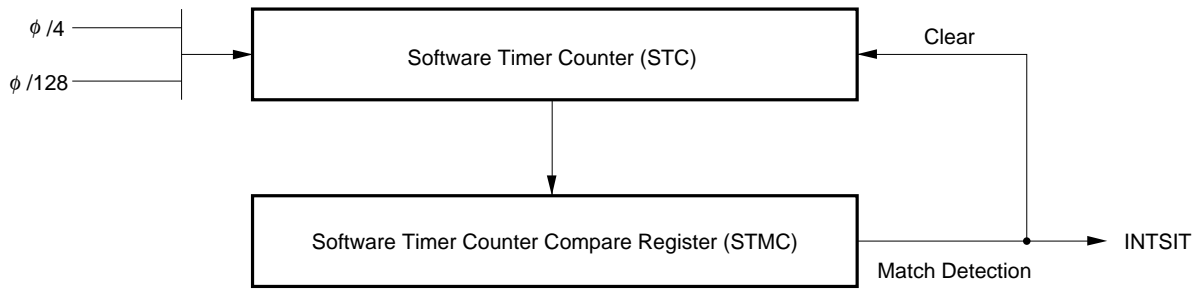 ϕ /4
Clear
Software Timer Counter (STC)
ϕ /128
Software Timer Counter Compare Register (STMC)
INTSIT
Match Detection